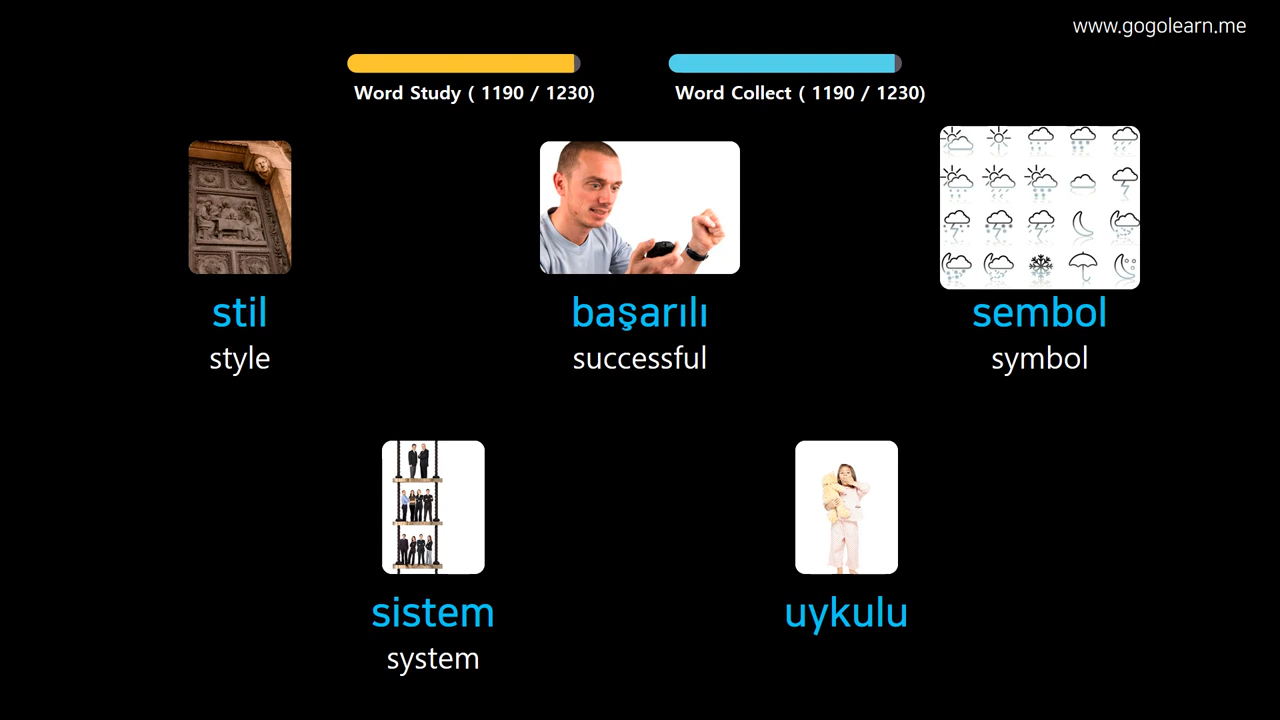 www.gogolearn.me
Word Study ( 1190 / 1230)
Word Collect ( 1190 / 1230)
stil
style
başarılı
successful
sembol
symbol
sistem
system
uykulu